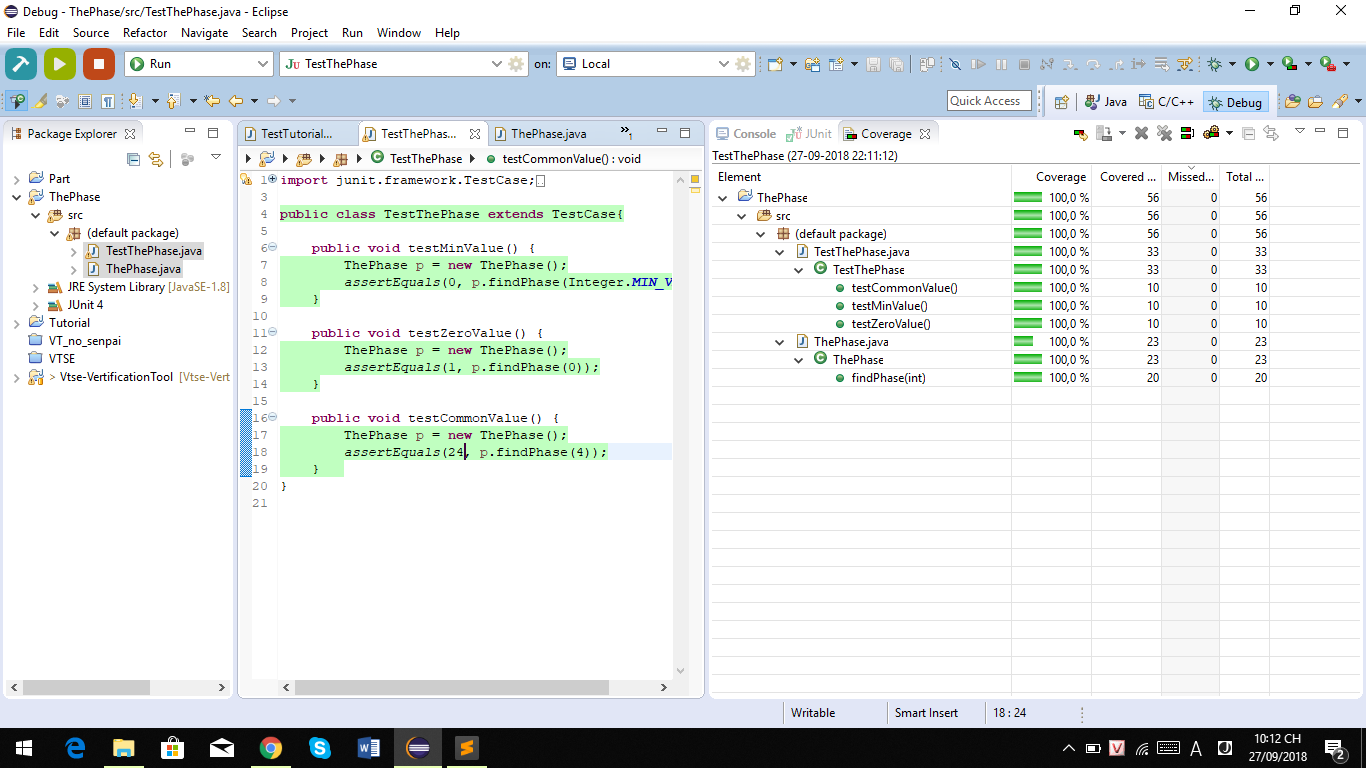 Debug - ThePhase/src/TestThePhase.java - Eclipse
File Edit Source Refactor Navigate Search Project Run Window Help
Run JU TestThePhase on: Local
Quick Access Java C/C++ Debug
Package Explorer
Part
ThePhase
src
(default package)
TestThePhase.java
ThePhase.java
JRE System Library [JavaSE-1.8]
JUnit 4
Tutorial
VT_no_senpai
VTSE
> Vtse-VertificationTool [Vtse-Vert
TestTutorial... TestThePhas... ThePhase.java »1
TestThePhase testCommonValue() : void
1 import junit.framework.TestCase;
3
4 public class TestThePhase extends TestCase{
5
6 public void testMinValue() {
7 ThePhase p = new ThePhase();
8 assertEquals(0, p.findPhase(Integer.MIN_V
9 }
10
11 public void testZeroValue() {
12 ThePhase p = new ThePhase();
13 assertEquals(1, p.findPhase(0));
14 }
15
16 public void testCommonValue() {
17 ThePhase p = new ThePhase();
18 assertEquals(24, p.findPhase(4));
19 }
20 }
21
Console JUnit Coverage
TestThePhase (27-09-2018 22:11:12)
Element Coverage Covered ... Missed... Total ...
ThePhase 100,0 % 56 0 56
src 100,0 % 56 0 56
(default package) 100,0 % 56 0 56
TestThePhase.java 100,0 % 33 0 33
TestThePhase 100,0 % 33 0 33
testCommonValue() 100,0 % 10 0 10
testMinValue() 100,0 % 10 0 10
testZeroValue() 100,0 % 10 0 10
ThePhase.java 100,0 % 23 0 23
ThePhase 100,0 % 23 0 23
findPhase(int) 100,0 % 20 0 20
Writable Smart Insert 18 : 24
10:12 CH
27/09/2018
2